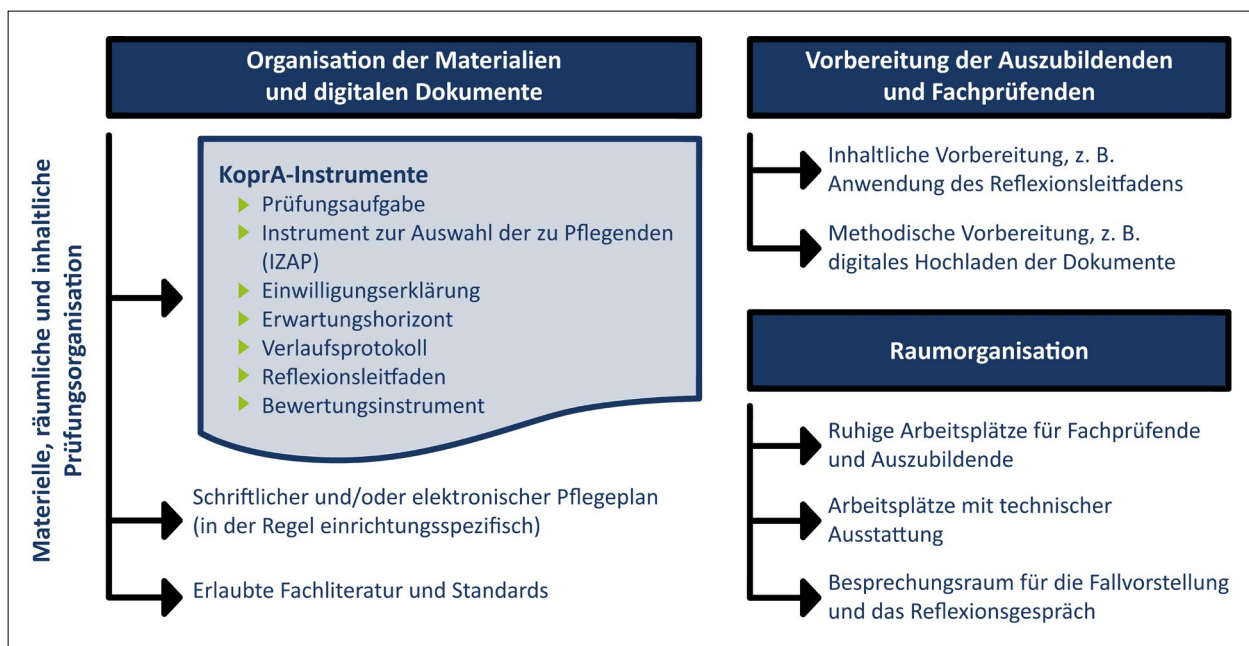 Materielle, räumliche und inhaltliche
Prüfungsorganisation
Organisation der Materialien
und digitalen Dokumente
KoprA-Instrumente
Prüfungsaufgabe
Instrument zur Auswahl der zu Pflegenden
(IZAP)
Einwilligungserklärung
Erwartungshorizont
Verlaufsprotokoll
Reflexionsleitfaden
Bewertungsinstrument
Schriftlicher und/oder elektronischer Pflegeplan
(in der Regel einrichtungsspezifisch)
Erlaubte Fachliteratur und Standards
Vorbereitung der Auszubildenden
und Fachprüfenden
Inhaltliche Vorbereitung, z. B.
Anwendung des Reflexionsleitfadens
Methodische Vorbereitung, z. B.
digitales Hochladen der Dokumente
Raumorganisation
Ruhige Arbeitsplätze für Fachprüfende
und Auszubildende
Arbeitsplätze mit technischer
Ausstattung
Besprechungsraum für die Fallvorstellung
und das Reflexionsgespräch